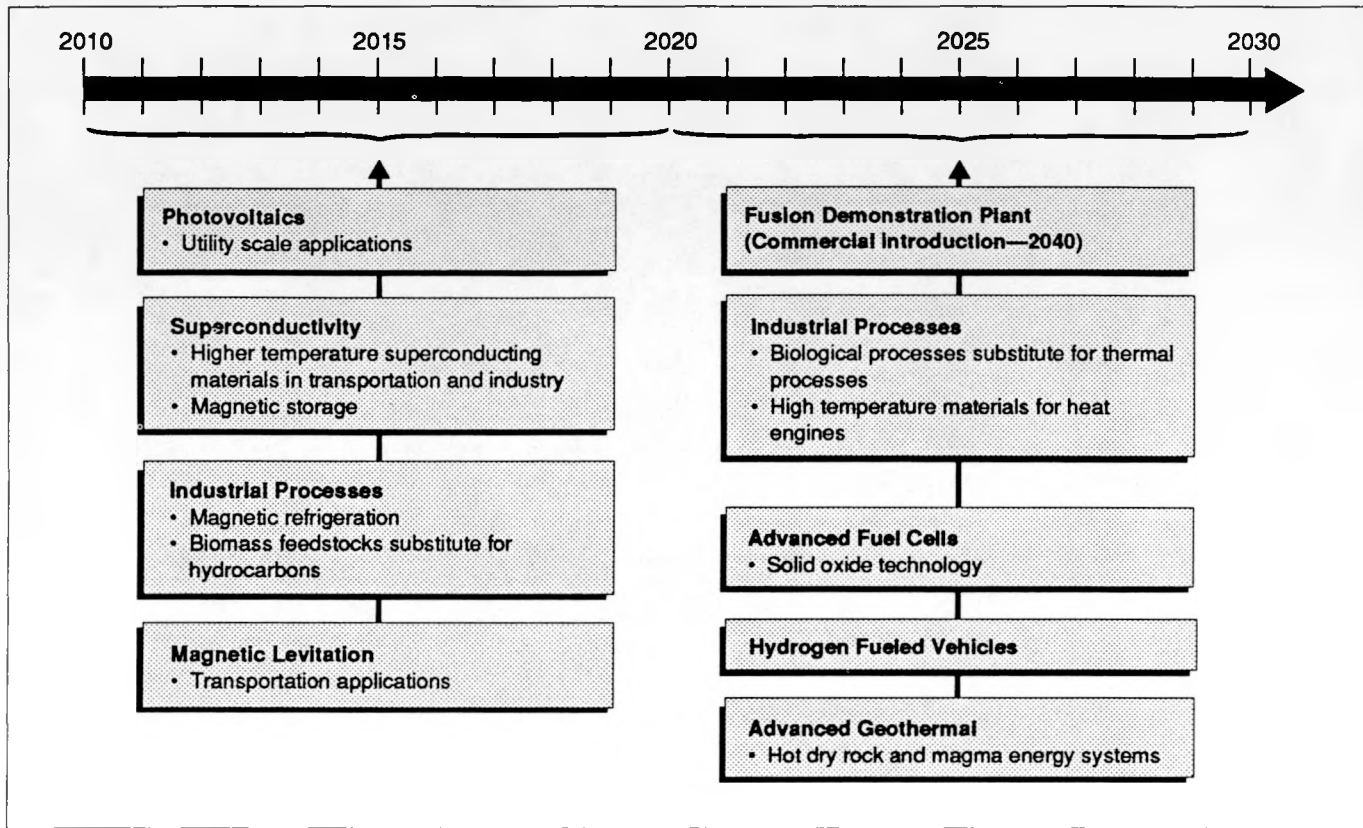 2010 2015 2020 2025 2030
Photovoltaics
• Utility scale applications
Superconductivity
• Higher temperature superconducting
materials in transportation and industry
• Magnetic storage
Industrial Processes
• Magnetic refrigeration
• Biomass feedstocks substitute for
hydrocarbons
Magnetic Levitation
• Transportation applications
Fusion Demonstration Plant
(Commercial Introduction—2040)
Industrial Processes
• Biological processes substitute for thermal
processes
• High temperature materials for heat
engines
Advanced Fuel Cells
• Solid oxide technology
Hydrogen Fueled Vehicles
Advanced Geothermal
• Hot dry rock and magma energy systems